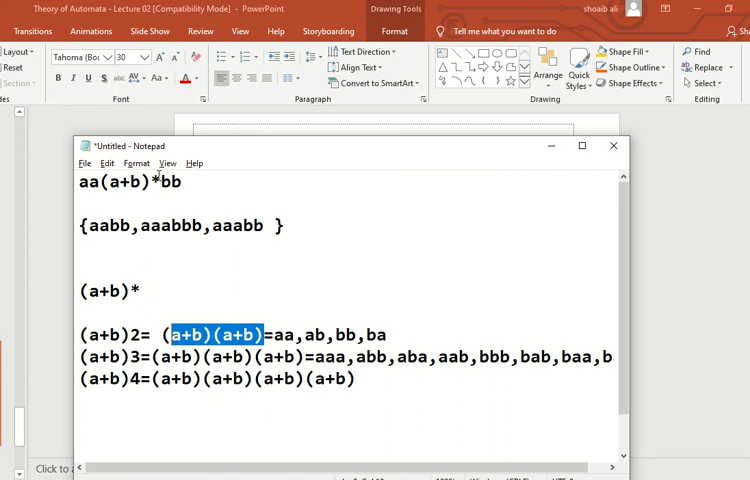 Theory of Automata - Lecture 02 [Compatibility Mode] - PowerPoint
Drawing Tools
shoaib ali
Transitions Animations Slide Show Review View Help Storyboarding Format Tell me what you want to do
Layout
Reset
Section
Tahoma (Bod 30
B I U S abc AV Aa A
Font
Text Direction
Align Text
Convert to SmartArt
Paragraph
Arrange
Quick
Styles
Shape Fill
Shape Outline
Shape Effects
Drawing
Find
Replace
Select
Editing
*Untitled - Notepad
File Edit Format View Help
aa(a+b)*bb
{aabb,aaabbb,aaabb }
(a+b)*
(a+b)2= (a+b)(a+b)=aa,ab,bb,ba
(a+b)3=(a+b)(a+b)(a+b)=aaa,abb,aba,aab,bbb,bab,baa,b
(a+b)4=(a+b)(a+b)(a+b)(a+b)
Click to a